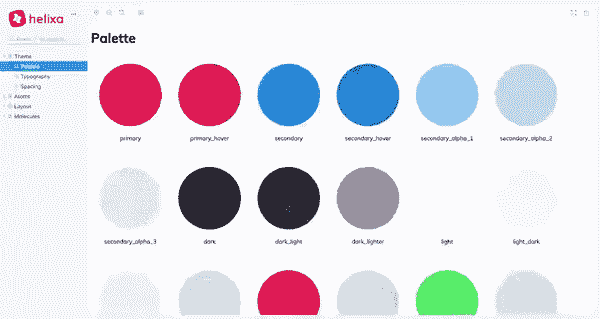 helixa
Palette
Theme
Palette
Typography
Spacing
Atoms
Layout
Molecules
primary
primary_hover
secondary
secondary_hover
secondary_alpha_1
secondary_alpha_2
secondary_alpha_3
dark
dark_light
dark_lighter
light
light_dark